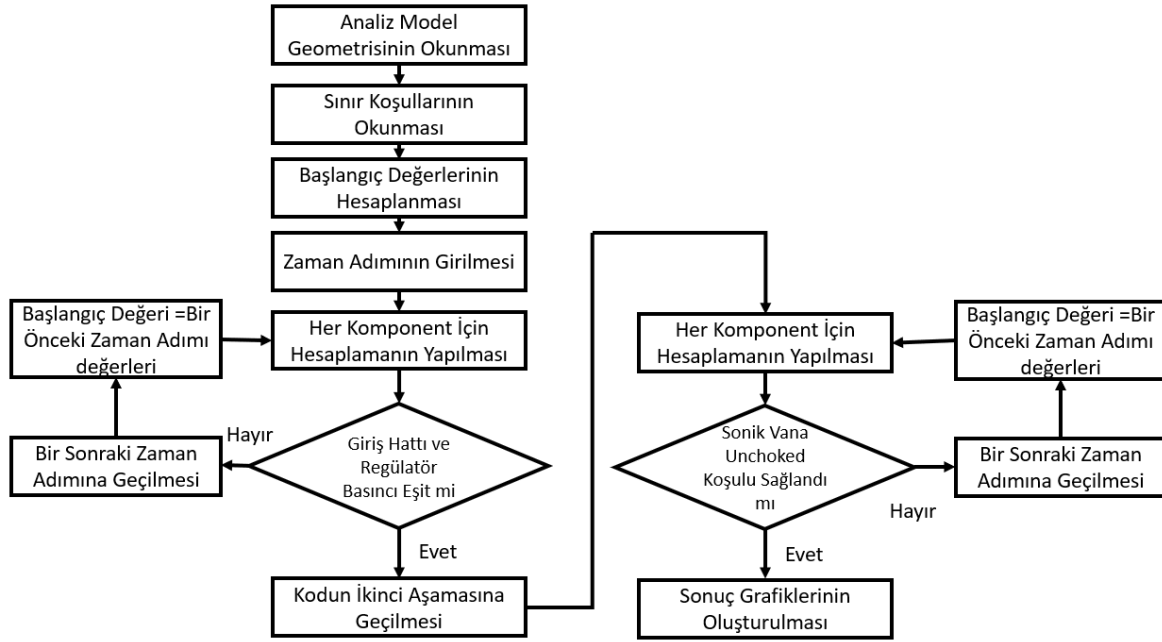 Analiz Model
Geometrisinin Okunması
Sınır Koşullarının
Okunması
Başlangıç Değerlerinin
Hesaplanması
Zaman Adımının Girilmesi
Başlangıç Değeri =Bir
Önceki Zaman Adımı
değerleri
Her Komponent İçin
Hesaplamanın Yapılması
Giriş Hattı ve
Regülatör
Basıncı Eşit mi
Hayır
Bir Sonraki Zaman
Adımına Geçilmesi
Evet
Kodun İkinci Aşamasına
Geçilmesi
Her Komponent İçin
Hesaplamanın Yapılması
Başlangıç Değeri =Bir
Önceki Zaman Adımı
değerleri
Sonik Vana
Unchoked
Koşulu Sağlandı
mı
Bir Sonraki Zaman
Adımına Geçilmesi
Hayır
Evet
Sonuç Grafiklerinin
Oluşturulması